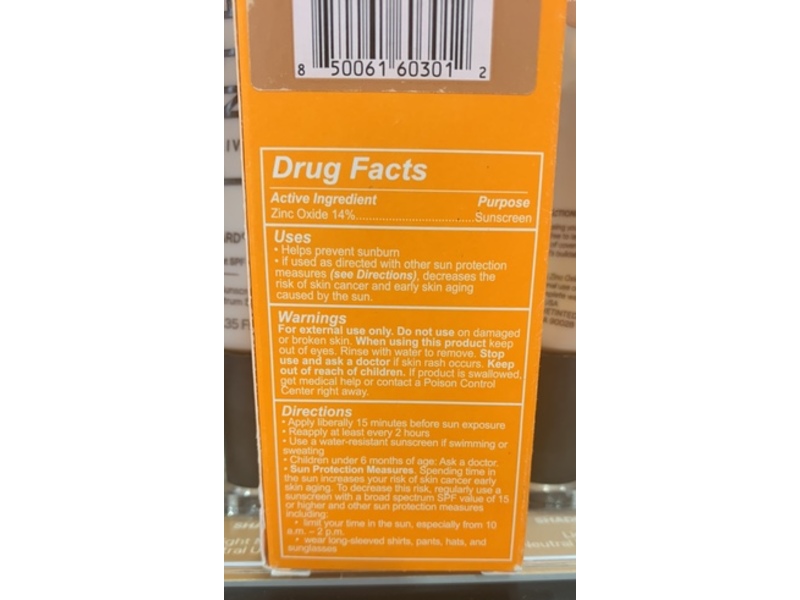 8 50061 60301 2
Drug Facts
Active Ingredient Purpose
Zinc Oxide 14%..................................Sunscreen
Uses
• Helps prevent sunburn
• if used as directed with other sun protection
measures (see Directions), decreases the
risk of skin cancer and early skin aging
caused by the sun.
Warnings
For external use only. Do not use on damaged
or broken skin. When using this product keep
out of eyes. Rinse with water to remove. Stop
use and ask a doctor if skin rash occurs. Keep
out of reach of children. If product is swallowed,
get medical help or contact a Poison Control
Center right away.
Directions
• Apply liberally 15 minutes before sun exposure
• Reapply at least every 2 hours
• Use a water-resistant sunscreen if swimming or
sweating
• Children under 6 months of age: Ask a doctor.
• Sun Protection Measures. Spending time in
the sun increases your risk of skin cancer early
skin aging. To decrease this risk, regularly use a
sunscreen with a broad spectrum SPF value of 15
or higher and other sun protection measures
including:
• limit your time in the sun, especially from 10
a.m. – 2 p.m.
• wear long-sleeved shirts, pants, hats, and
sunglasses